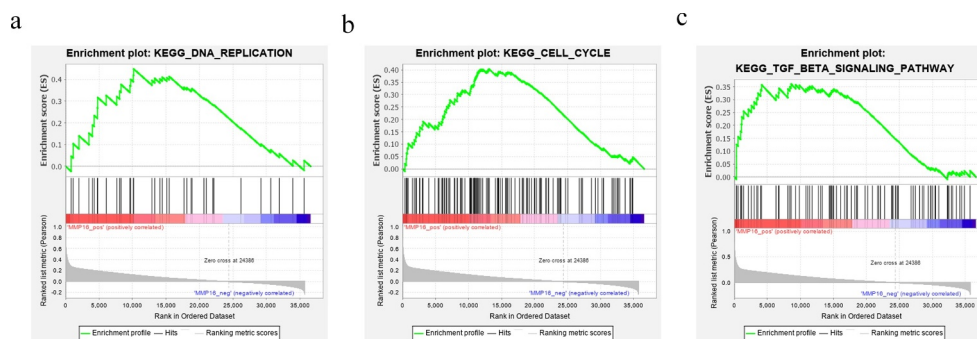 a
Enrichment plot: KEGG_DNA_REPLICATION
Enrichment score (ES)
0.4
0.3
0.2
0.1
0.0
'MMP16_pos' (positively correlated)
Ranked list metric (Pearson)
1.0
0.8
0.6
0.4
0.2
0.0
-0.2
Zero cross at 24386
'MMP16_neg' (negatively correlated)
0 5,000 10,000 15,000 20,000 25,000 30,000 35,000
Rank in Ordered Dataset
Enrichment profile Hits Ranking metric scores
b
Enrichment plot: KEGG_CELL_CYCLE
Enrichment score (ES)
0.40
0.35
0.30
0.25
0.20
0.15
0.10
0.05
0.00
'MMP16_pos' (positively correlated)
Ranked list metric (Pearson)
1.0
0.8
0.6
0.4
0.2
0.0
-0.2
Zero cross at 24386
'MMP16_neg' (negatively correlated)
0 5,000 10,000 15,000 20,000 25,000 30,000 35,000
Rank in Ordered Dataset
Enrichment profile Hits Ranking metric scores
c
Enrichment plot:
KEGG_TGF_BETA_SIGNALING_PATHWAY
Enrichment score (ES)
0.35
0.30
0.25
0.20
0.15
0.10
0.05
0.00
'MMP16_pos' (positively correlated)
Ranked list metric (Pearson)
1.0
0.5
0.0
Zero cross at 24386
'MMP16_neg' (negatively correlated)
0 5,000 10,000 15,000 20,000 25,000 30,000 35,000
Rank in Ordered Dataset
Enrichment profile Hits Ranking metric scores